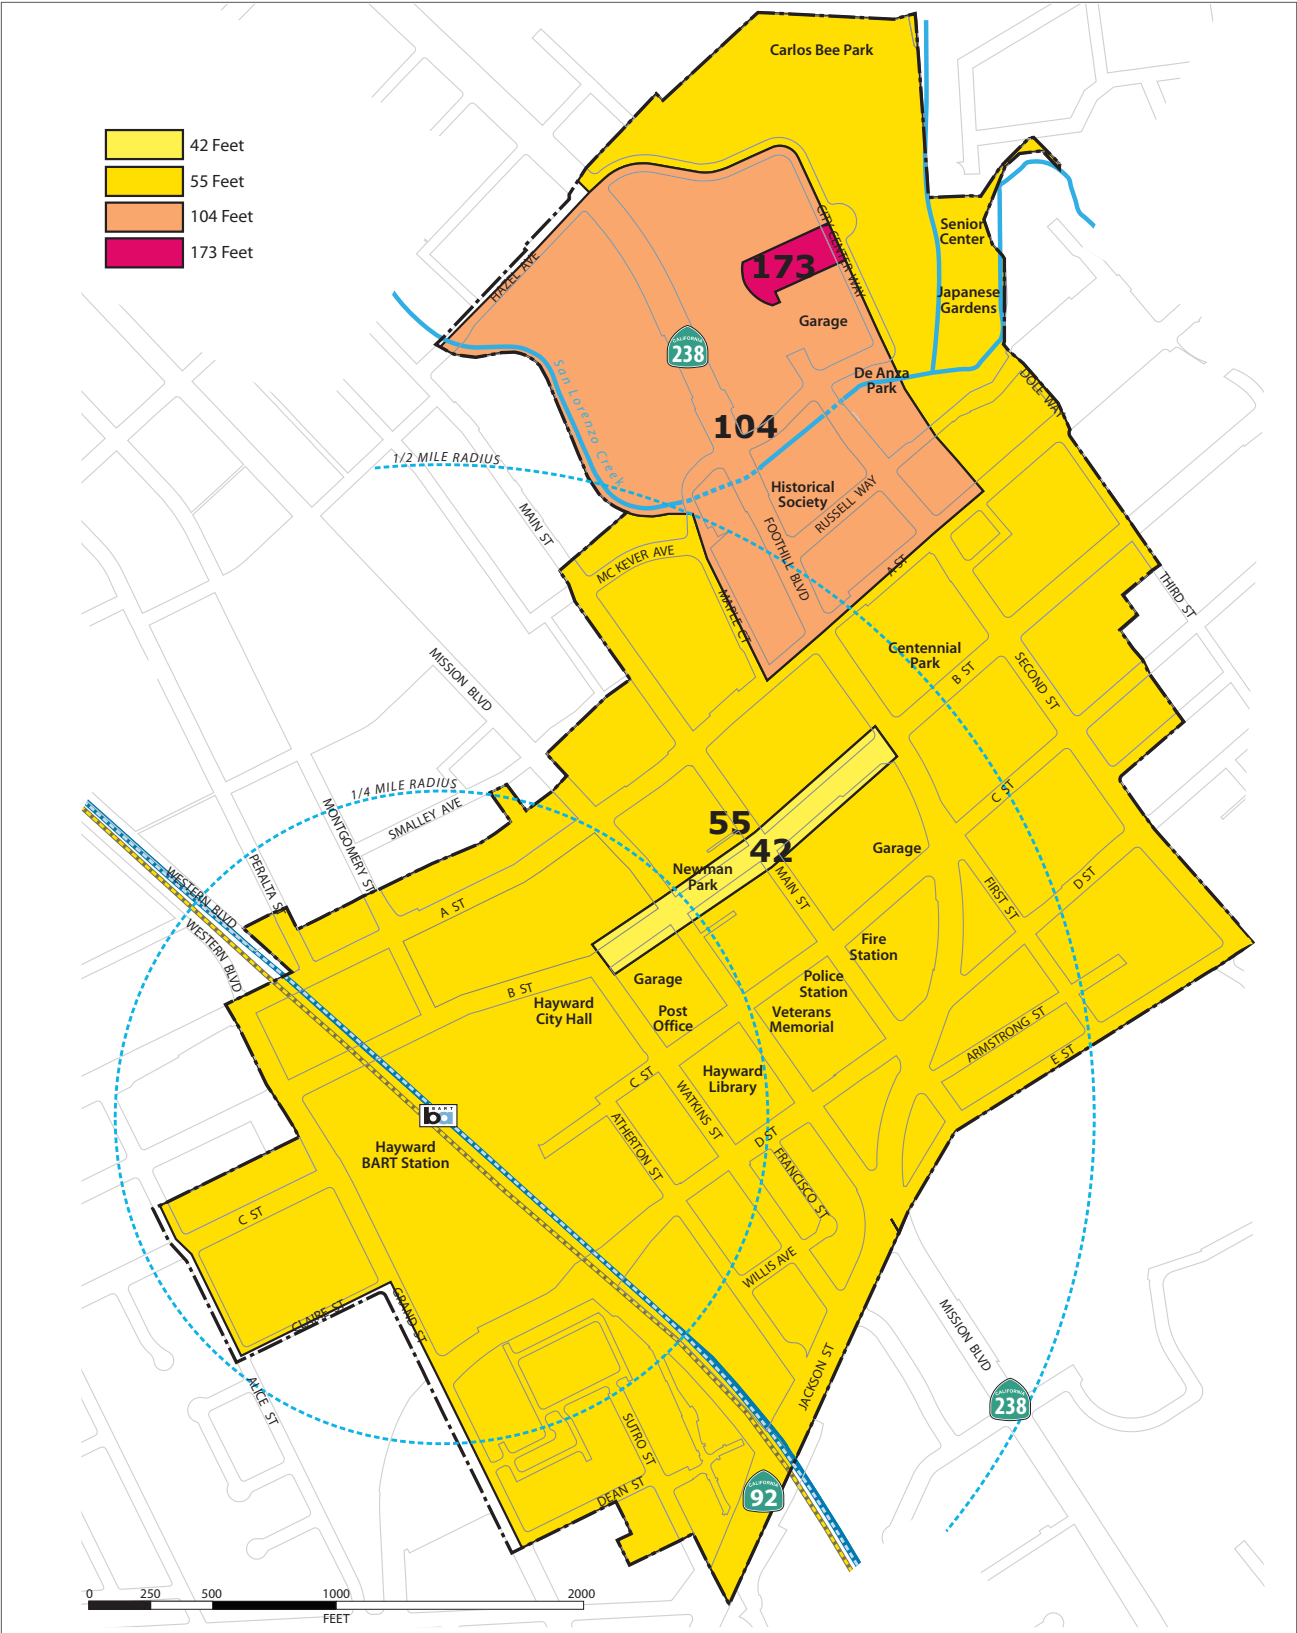 Carlos Bee Park
42 Feet
55 Feet
104 Feet
173 Feet
CITY CENTER WAY
Senior
Center
HAZEL AVE
173
Japanese
Gardens
Garage
CALIFORNIA
238
San Lorenzo Creek
De Anza
Park
DOLE WAY
104
1/2 MILE RADIUS
Historical
Society
RUSSELL WAY
MAIN ST
FOOTHILL BLVD
MC KEVER AVE
A ST
THIRD ST
MAPLE CT
Centennial
Park
B ST
SECOND ST
MISSION BLVD
1/4 MILE RADIUS
SMALLEY AVE
MONTGOMERY ST
C ST
55
42
Garage
Newman
Park
MAIN ST
PERALTA ST
WESTERN BLVD
WESTERN BLVD
A ST
FIRST ST
D ST
Fire
Station
B ST
Garage
Police
Station
Hayward
City Hall
Post
Office
Veterans
Memorial
ARMSTRONG ST
E ST
C ST
Hayward
Library
WATKINS ST
BART
ba
ATHERTON ST
D ST
Hayward
BART Station
FRANCISCO ST
C ST
WILLIS AVE
CLAIRE ST
GRAND ST
MISSION BLVD
JACKSON ST
ALICE ST
CALIFORNIA
238
SUTRO ST
DEAN ST
CALIFORNIA
92
0 250 500 1000 2000
FEET